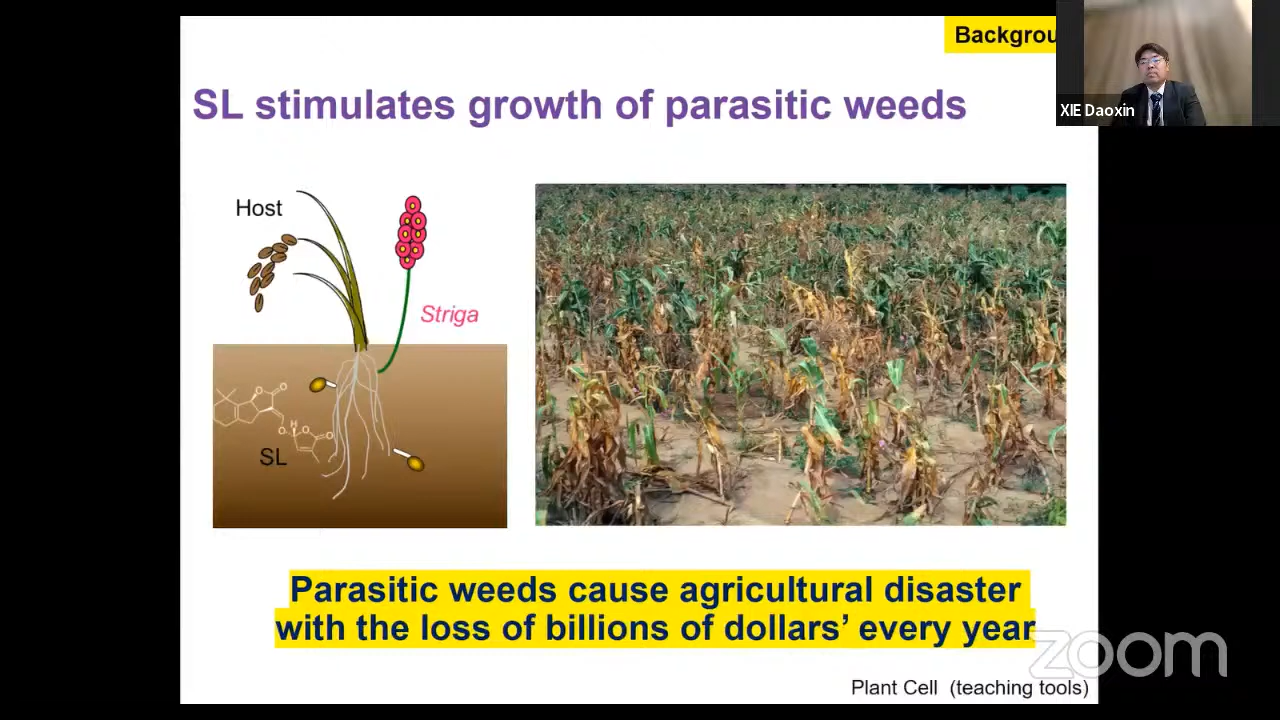 Backgrou
XIE Daoxin
SL stimulates growth of parasitic weeds
Host
Striga
O
O
H
O
O
O
SL
Parasitic weeds cause agricultural disaster
with the loss of billions of dollars’ every year
zoom
Plant Cell (teaching tools)